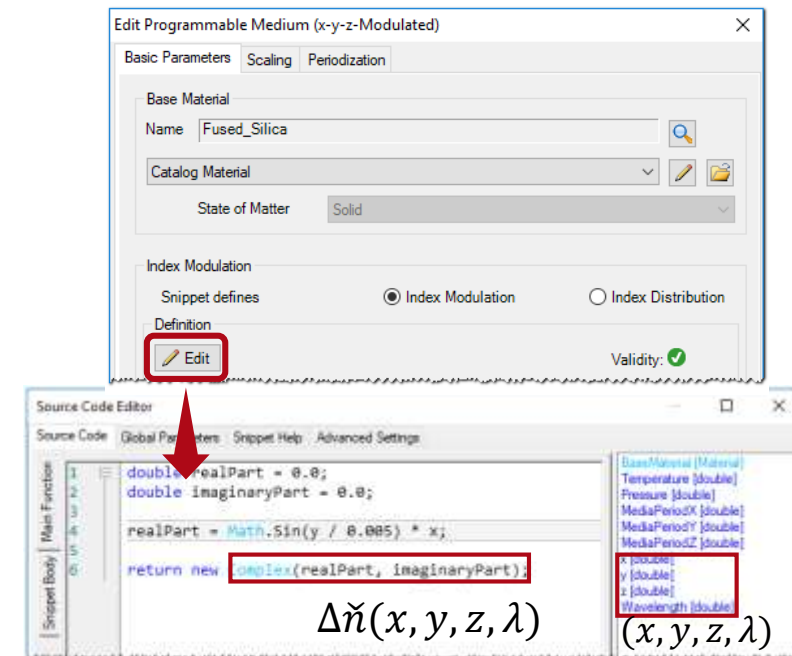 Edit Programmable Medium (x-y-z-Modulated)
Basic Parameters Scaling Periodization
Base Material
Name Fused_Silica
Catalog Material
State of Matter Solid
Index Modulation
Snippet defines Index Modulation Index Distribution
Definition
Edit Validity:
Source Code Editor
Source Code Global Parameters Snippet Help Advanced Settings
Main Function
Snippet Body
1 double realPart = 0.0;
2 double imaginaryPart = 0.0;
3
4 realPart = Math.Sin(y / 0.005) * x;
5
6 return new Complex(realPart, imaginaryPart);
BaseMaterial [Material]
Temperature [double]
Pressure [double]
MediaPeriodX [double]
MediaPeriodY [double]
MediaPeriodZ [double]
x [double]
y [double]
z [double]
Wavelength [double]
Δň(x, y, z, λ)
(x, y, z, λ)